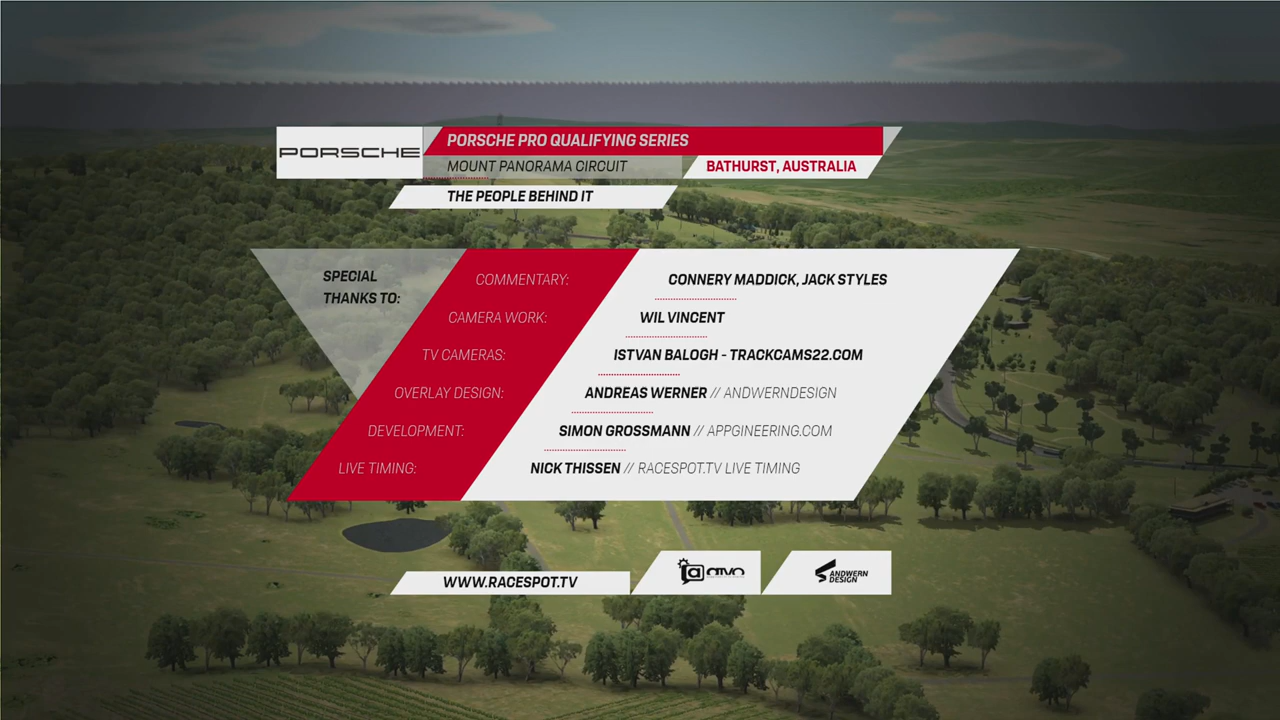 PORSCHE
PORSCHE PRO QUALIFYING SERIES
MOUNT PANORAMA CIRCUIT
BATHURST, AUSTRALIA
THE PEOPLE BEHIND IT
SPECIAL
THANKS TO:
COMMENTARY: CONNERY MADDICK, JACK STYLES
CAMERA WORK: WIL VINCENT
TV CAMERAS: ISTVAN BALOGH - TRACKCAMS22.COM
OVERLAY DESIGN: ANDREAS WERNER // ANDWERNDESIGN
DEVELOPMENT: SIMON GROSSMANN // APPGINEERING.COM
LIVE TIMING: NICK THISSEN // RACESPOT.TV LIVE TIMING
WWW.RACESPOT.TV
ANDWERN
DESIGN